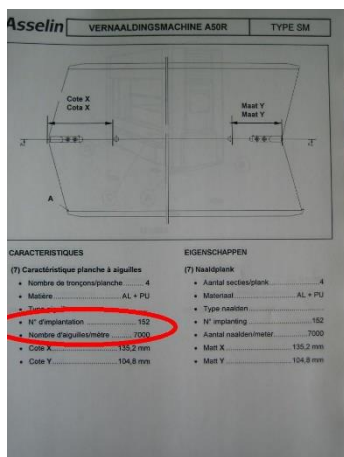 Asselin
VERNAALDINGSMACHINE A50R
TYPE SM
Cote X
Cota X
Maat Y
Maat Y
A
CARACTERISTIQUES
(7) Caractéristique planche à aiguilles
• Nombre de tronçons/planche ........ 4
• Matière ........ AL + PU
• N° d'implantation ........ 152
• Nombre d'aiguilles/mètre ........ 7000
• Cote X ........ 135,2 mm
• Cote Y ........ 104,8 mm
EIGENSCHAPPEN
(7) Naaldplank
• Aantal secties/plank ........ 4
• Materiaal ........ AL + PU
• Type naalden ........
• N° implanting ........ 152
• Aantal naalden/meter ........ 7000
• Matt X ........ 135,2 mm
• Matt Y ........ 104,8 mm